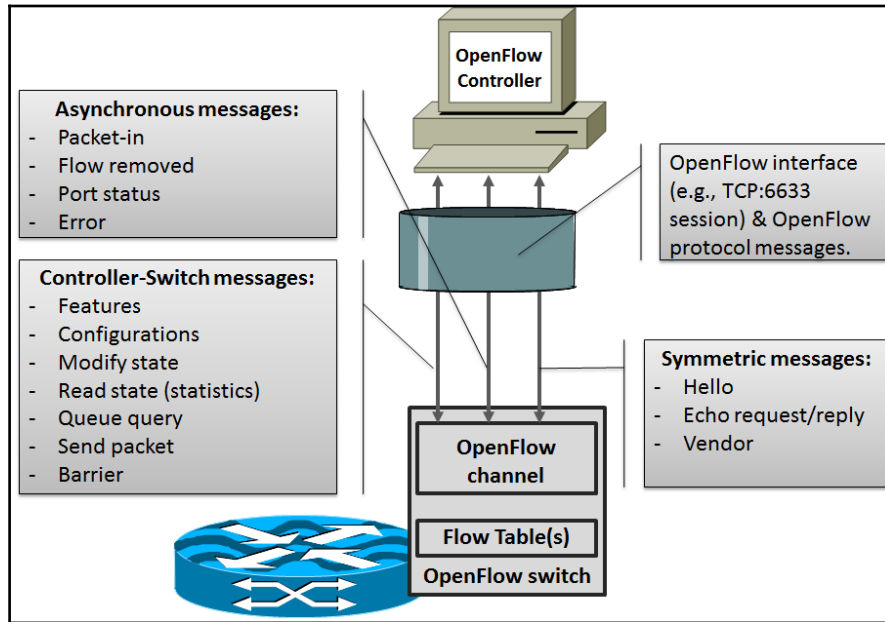 OpenFlow
Controller
Asynchronous messages:
- Packet-in
- Flow removed
- Port status
- Error
OpenFlow interface
(e.g., TCP:6633
session) & OpenFlow
protocol messages.
Controller-Switch messages:
- Features
- Configurations
- Modify state
- Read state (statistics)
- Queue query
- Send packet
- Barrier
Symmetric messages:
- Hello
- Echo request/reply
- Vendor
OpenFlow
channel
Flow Table(s)
OpenFlow switch